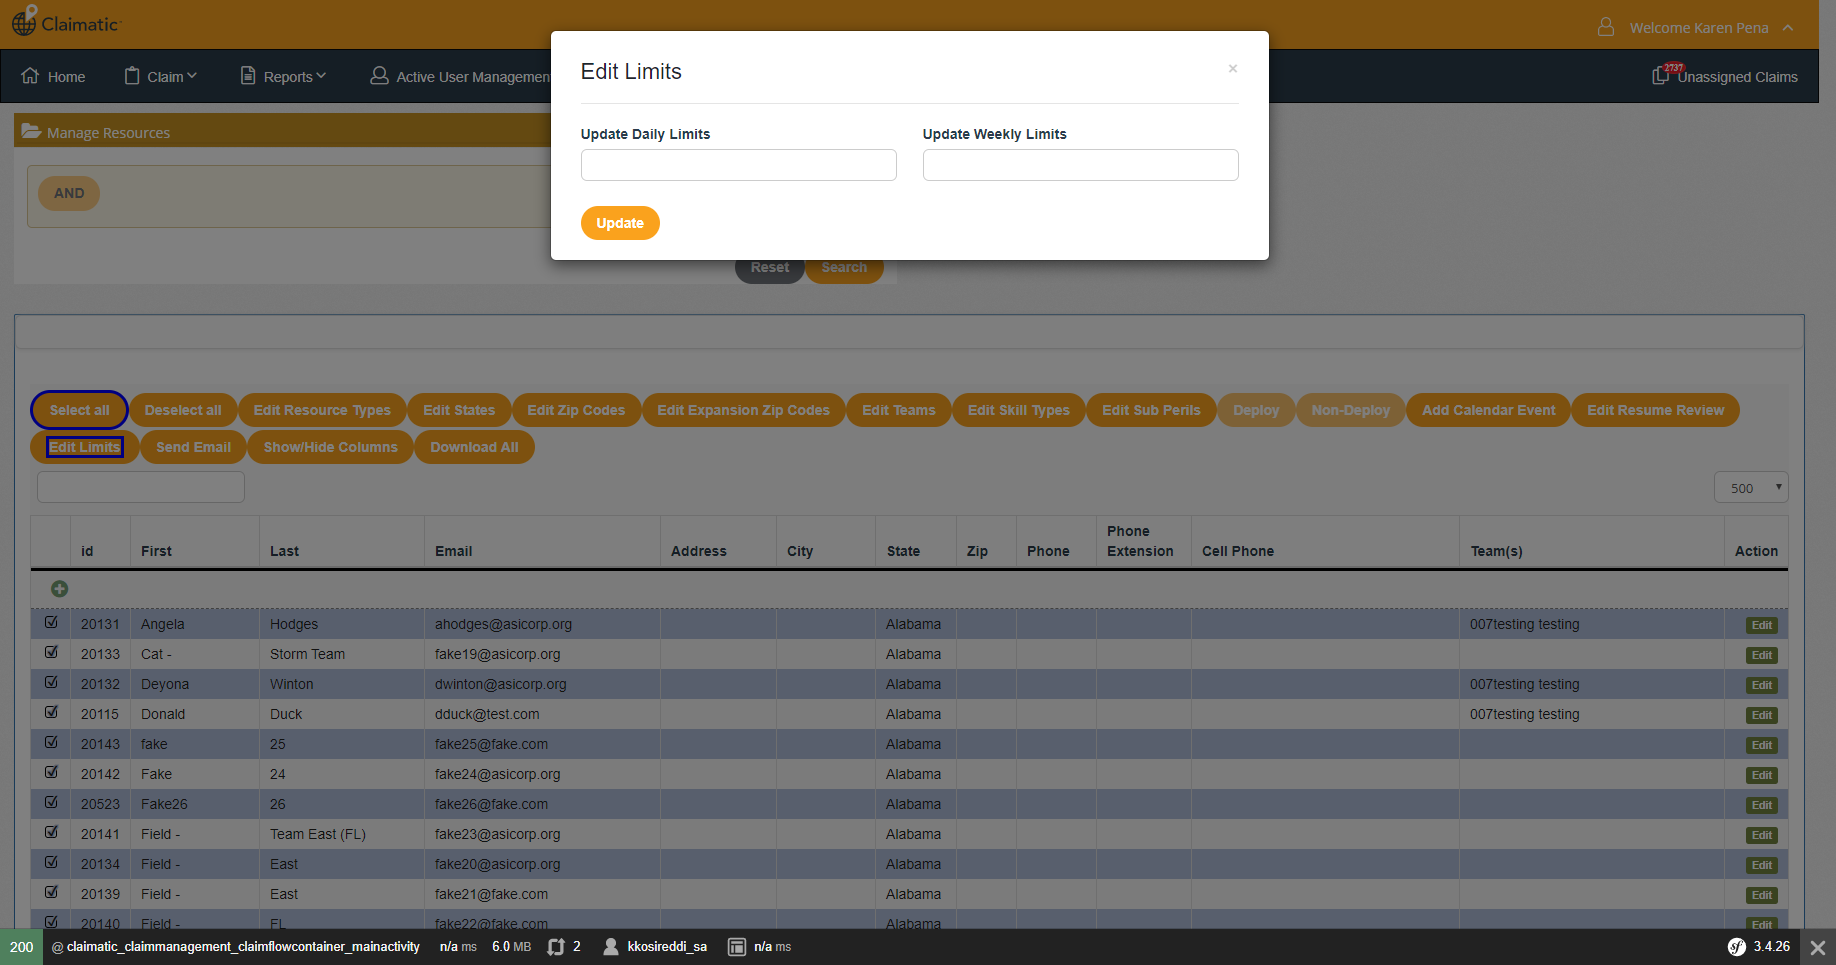 Claimatic
Welcome Karen Pena
Home
Claim
Reports
Active User Managemen
2737
Unassigned Claims
Edit Limits
×
Update Daily Limits
Update Weekly Limits
Update
Manage Resources
AND
Reset
Search
Select all
Deselect all
Edit Resource Types
Edit States
Edit Zip Codes
Edit Expansion Zip Codes
Edit Teams
Edit Skill Types
Edit Sub Perils
Deploy
Non-Deploy
Add Calendar Event
Edit Resume Review
Edit Limits
Send Email
Show/Hide Columns
Download All
500
id First Last Email Address City State Zip Phone Phone Extension Cell Phone Team(s) Action
20131 Angela Hodges ahodges@asicorp.org Alabama 007testing testing Edit
20133 Cat - Storm Team fake19@asicorp.org Alabama Edit
20132 Deyona Winton dwinton@asicorp.org Alabama 007testing testing Edit
20115 Donald Duck dduck@test.com Alabama 007testing testing Edit
20143 fake 25 fake25@fake.com Alabama Edit
20142 Fake 24 fake24@asicorp.org Alabama Edit
20523 Fake26 26 fake26@fake.com Alabama Edit
20141 Field - Team East (FL) fake23@asicorp.org Alabama Edit
20134 Field - East fake20@asicorp.org Alabama Edit
20139 Field - East fake21@fake.com Alabama Edit
20140 Field - FL fake22@fake.com Alabama Edit
200 @ claimatic_claimmanagement_claimflowcontainer_mainactivity n/a ms 6.0 MB 2 kkosireddi_sa n/a ms sf 3.4.26